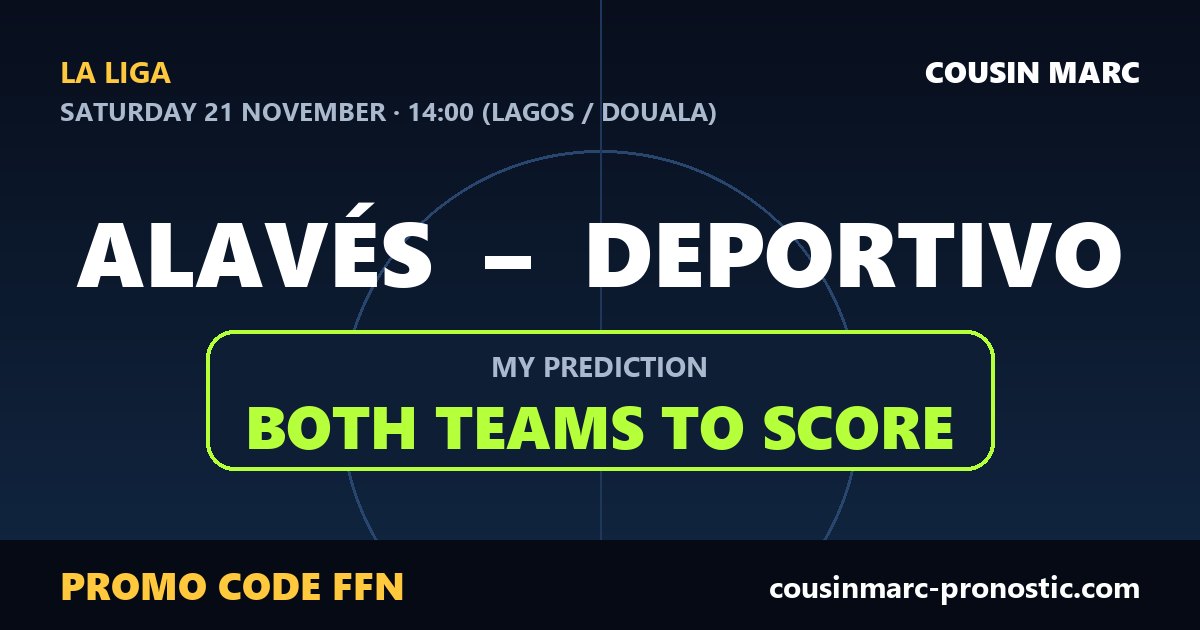 LA LIGA
COUSIN MARC
SATURDAY 21 NOVEMBER · 14:00 (LAGOS / DOUALA)
ALAVÉS – DEPORTIVO
MY PREDICTION
BOTH TEAMS TO SCORE
PROMO CODE FFN
cousinmarc-pronostic.com